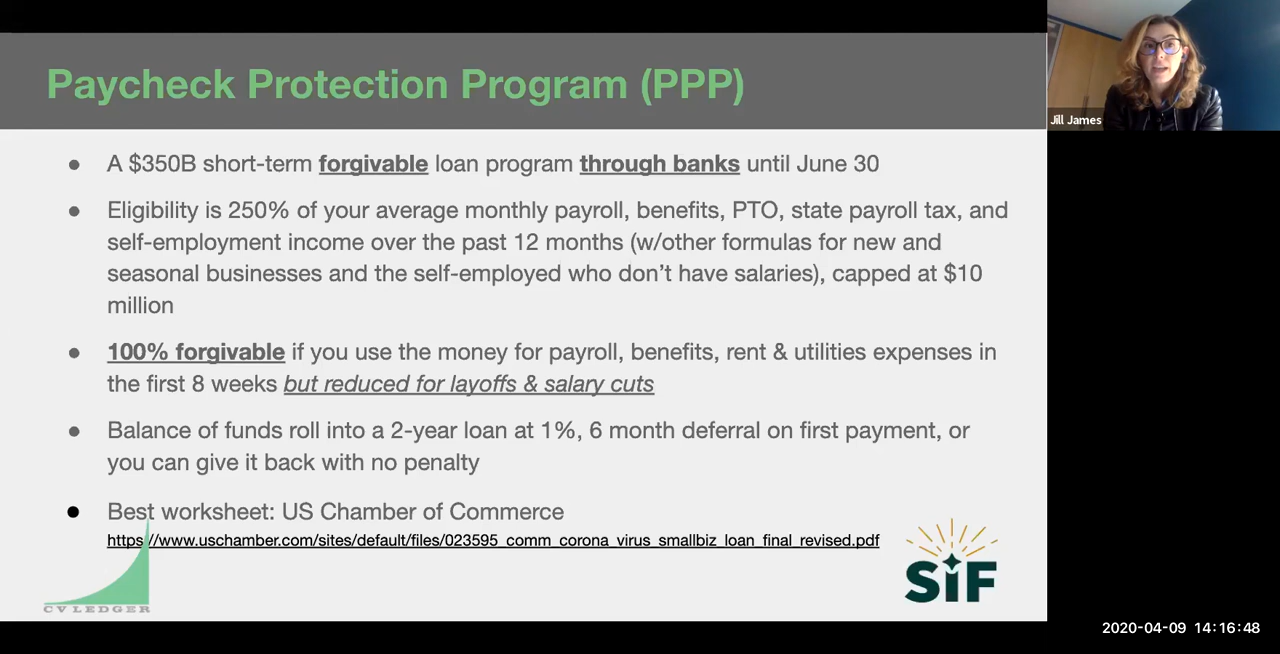 Paycheck Protection Program (PPP)
Jill James
● A $350B short-term forgivable loan program through banks until June 30
● Eligibility is 250% of your average monthly payroll, benefits, PTO, state payroll tax, and
self-employment income over the past 12 months (w/other formulas for new and
seasonal businesses and the self-employed who don’t have salaries), capped at $10
million
● 100% forgivable if you use the money for payroll, benefits, rent & utilities expenses in
the first 8 weeks but reduced for layoffs & salary cuts
● Balance of funds roll into a 2-year loan at 1%, 6 month deferral on first payment, or
you can give it back with no penalty
● Best worksheet: US Chamber of Commerce
https://www.uschamber.com/sites/default/files/023595_comm_corona_virus_smallbiz_loan_final_revised.pdf
CVLEDGER
SiF
2020-04-09 14:16:48